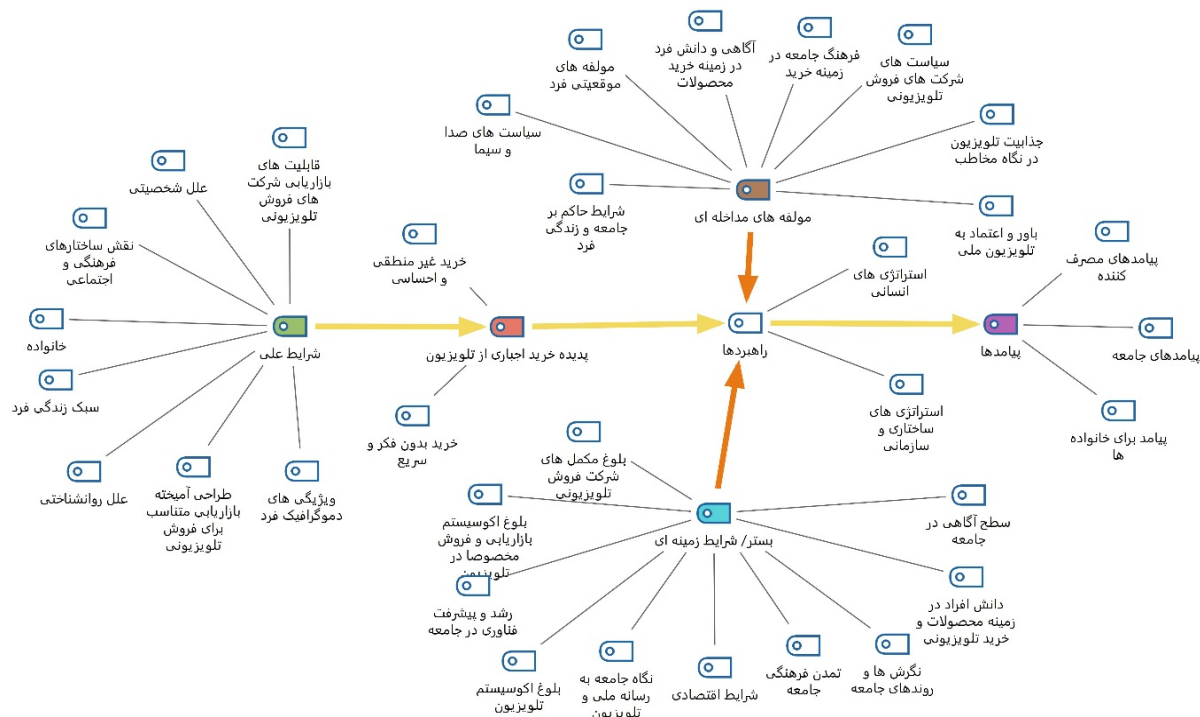 قابلیت های
بازاریابی شرکت
های فروش
تلویزیونی
علل شخصیتی
نقش ساختارهای
فرهنگی و
اجتماعی
خانواده
سبک زندگی فرد
علل روانشناختی
طراحی آمیخته
بازاریابی متناسب
برای فروش
تلویزیونی
ویژیگی های
دموگرافیک فرد
شرایط علی
خرید غیر منطقی
و احساسی
پدیده خرید اجباری از تلویزیون
خرید بدون فکر و
سریع
سیاست های
شرکت های فروش
تلویزیونی
فرهنگ جامعه در
زمینه خرید
آگاهی و دانش فرد
در زمینه خرید
محصولات
مولفه های
موقعیتی فرد
سیاست های صدا
و سیما
شرایط حاکم بر
جامعه و زندگی
فرد
جذابیت تلویزیون
در نگاه مخاطب
باور و اعتماد به
تلویزیون ملی
مولفه های مداخله ای
استراتژی های
انسانی
راهبردها
استراتژی های
ساختاری و
سازمانی
پیامدهای مصرف
کننده
پیامدهای جامعه
پیامد برای خانواده
ها
پیامدها
بلوغ مکمل های
شرکت فروش
تلویزیونی
بلوغ اکوسیستم
بازاریابی و فروش
مخصوصا در
تلویزیون
بستر/ شرایط زمینه ای
سطح آگاهی در
جامعه
دانش افراد در
زمینه محصولات و
خرید تلویزیونی
نگرش ها و
روندهای جامعه
تمدن فرهنگی
جامعه
شرایط اقتصادی
نگاه جامعه به
رسانه ملی و
تلویزیون
بلوغ اکوسیستم
تلویزیون
رشد و پیشرفت
فناوری در جامعه